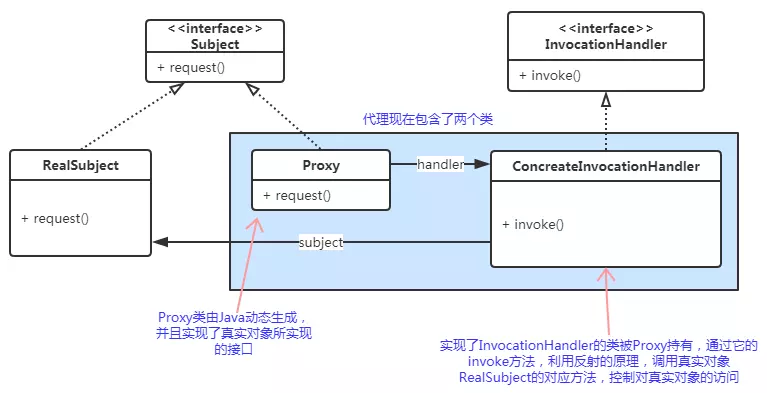 <<interface>>
Subject
+ request()
<<interface>>
InvocationHandler
+ invoke()
代理现在包含了两个类
RealSubject
+ request()
Proxy
+ request()
handler
ConcreateInvocationHandler
+ invoke()
subject
Proxy类由Java动态生成，
并且实现了真实对象所实现
的接口
实现了InvocationHandler的类被Proxy持有，通过它的
invoke方法，利用反射的原理，调用真实对象
RealSubject的对应方法，控制对真实对象的访问